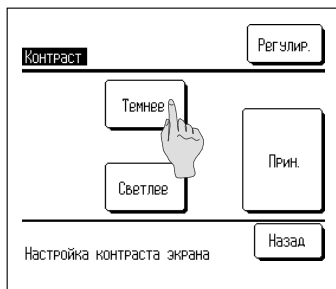 Контраст
Регулир.
Темнее
Прин.
Светлее
Настройка контраста экрана
Назад